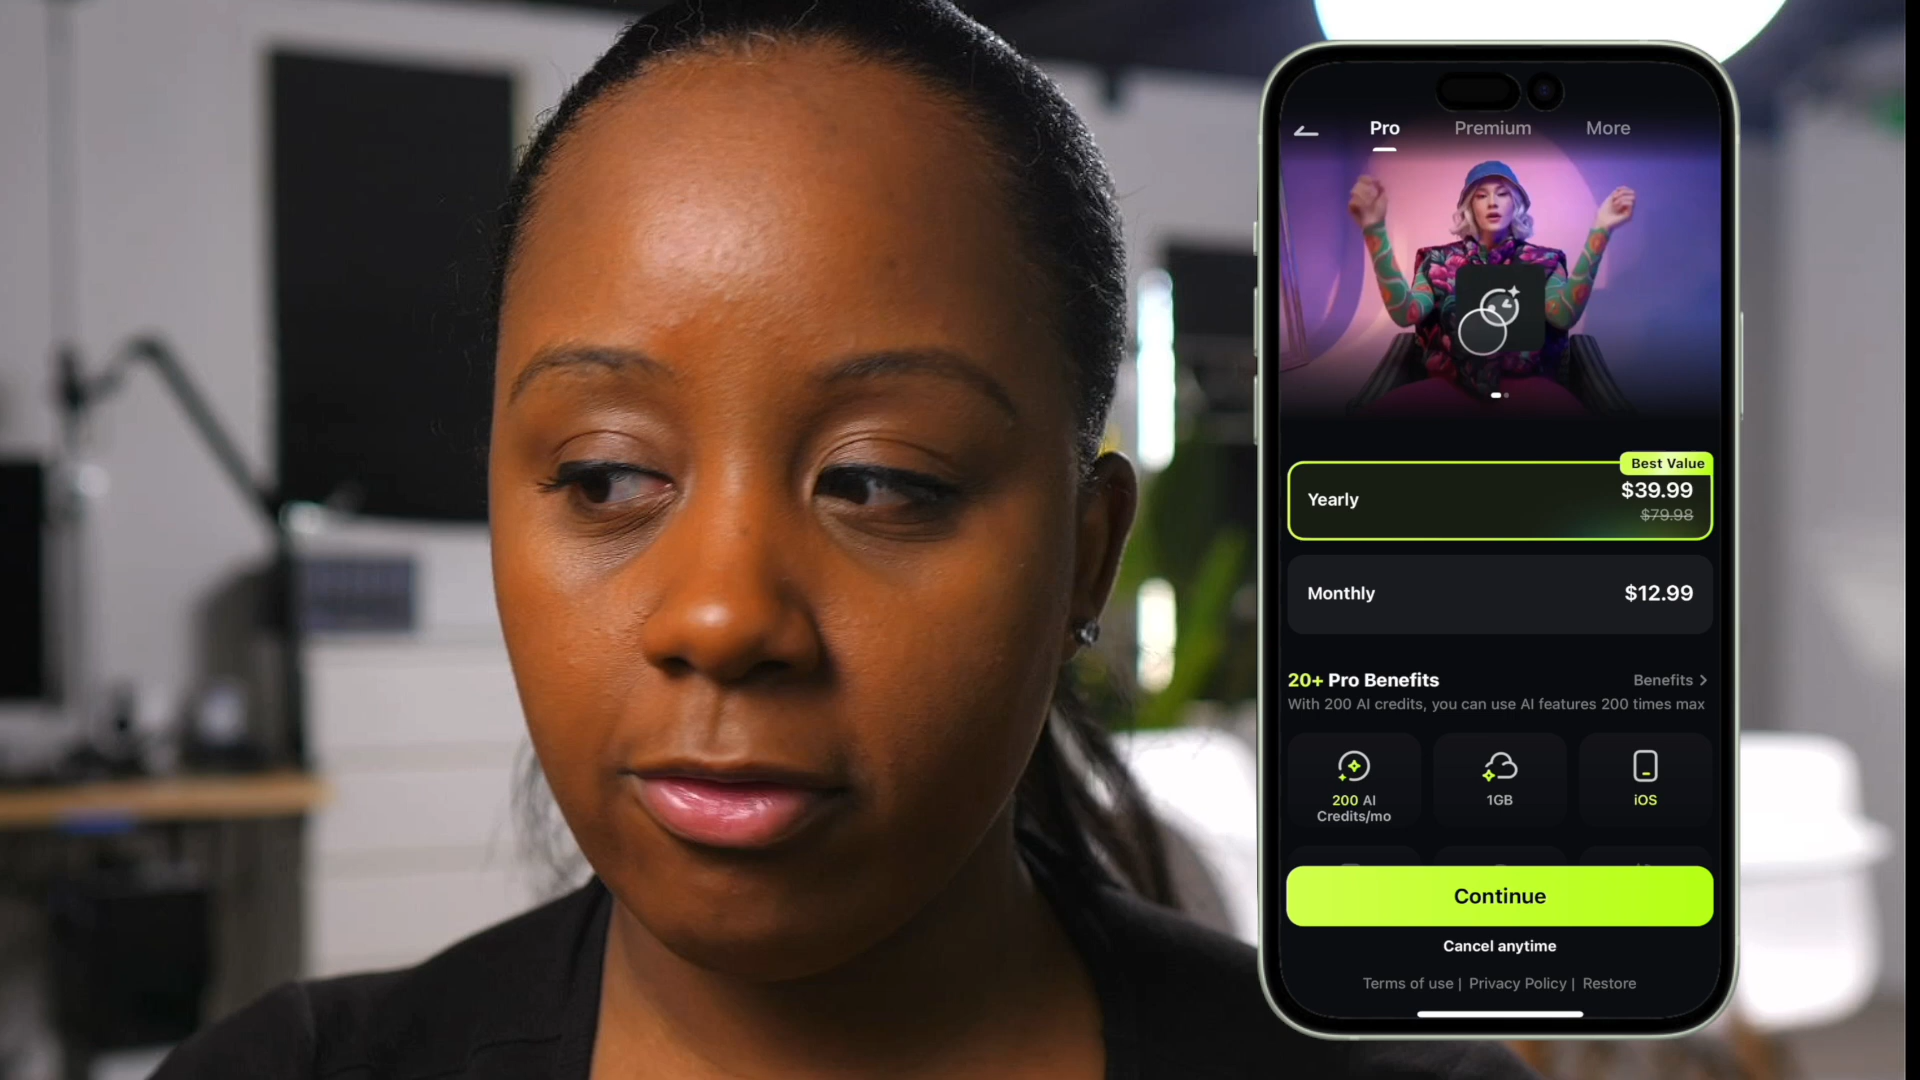 Pro Premium More
Best Value
Yearly
$39.99
$79.98
Monthly
$12.99
20+ Pro Benefits
Benefits >
With 200 AI credits, you can use AI features 200 times max
200 AI
Credits/mo
1GB
iOS
Continue
Cancel anytime
Terms of use | Privacy Policy | Restore